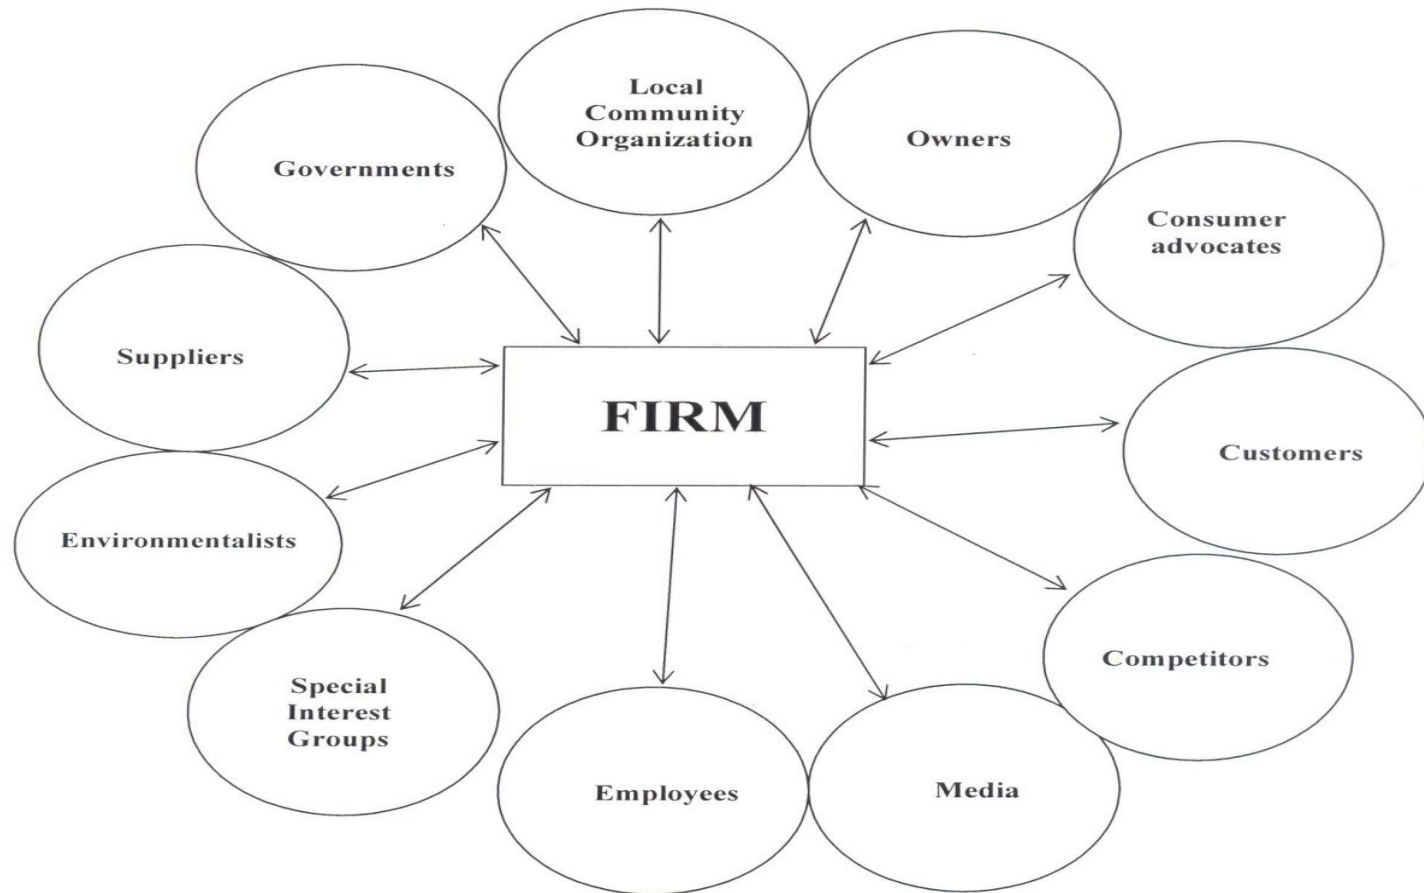 Local
Community
Organization
Owners
Governments
Consumer
advocates
Suppliers
FIRM
Customers
Environmentalists
Competitors
Special
Interest
Groups
Employees
Media